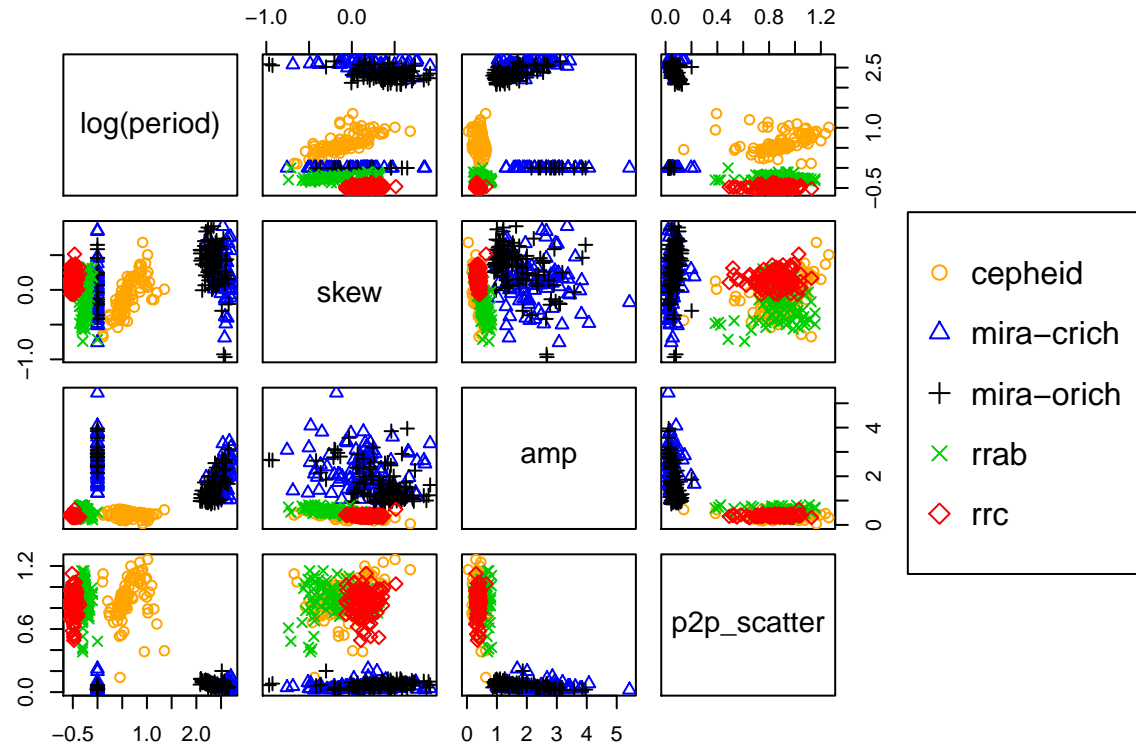 −1.0 0.0
0.0 0.4 0.8 1.2
log(period)
−0.5 1.0 2.5
−1.0 0.0
skew
cepheid
mira−crich
mira−orich
rrab
rrc
amp
0 2 4
0.0 0.6 1.2
p2p_scatter
−0.5 1.0 2.0
0 1 2 3 4 5